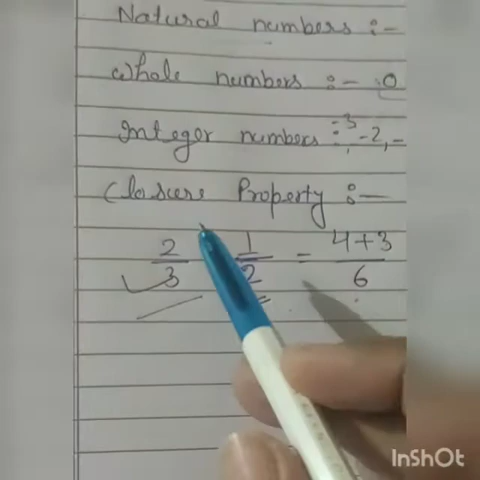 Natural numbers :-
Whole numbers :- 0
Integer numbers :- -3, -2, -
Closure Property :-
2/3 1/2 = 4+3/6
InShOt